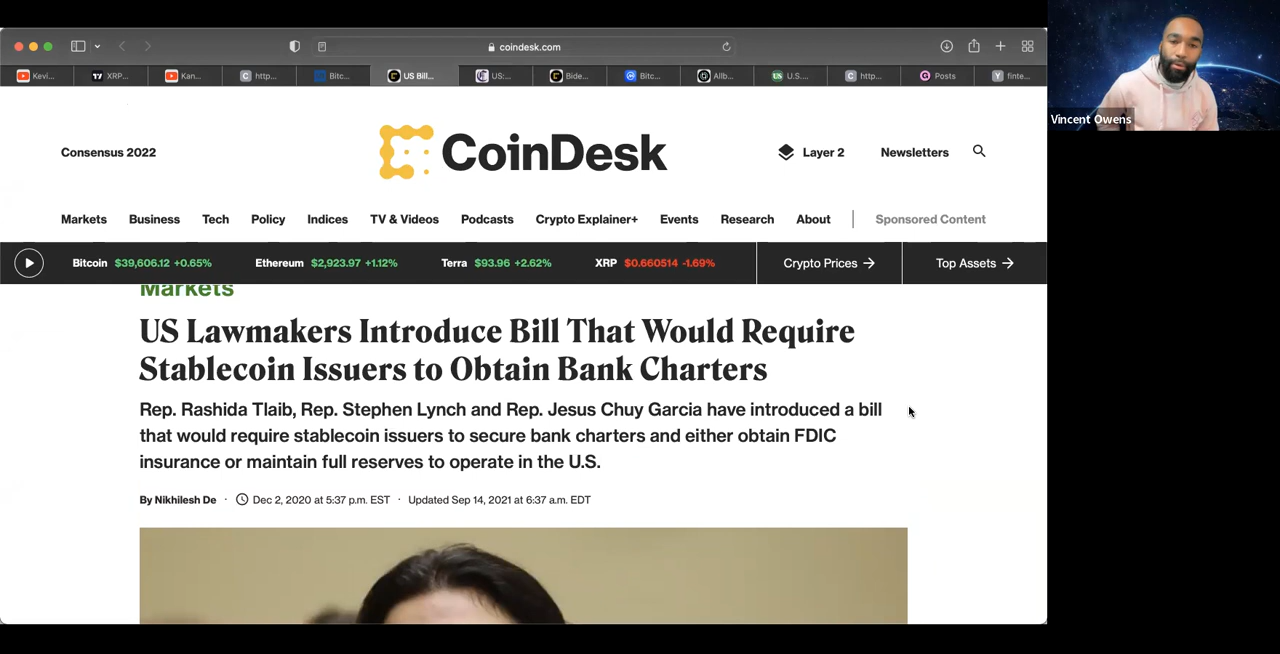 coindesk.com
Kevi...
XRP...
Kan...
http...
Bitc...
US Bill...
US:...
Bide...
Bitc...
Allb...
U.S....
http...
Posts
finte...
Vincent Owens
Consensus 2022
CoinDesk
Layer 2
Newsletters
Markets Business Tech Policy Indices TV & Videos Podcasts Crypto Explainer+ Events Research About Sponsored Content
Bitcoin $39,606.12 +0.65% Ethereum $2,923.97 +1.12% Terra $93.96 +2.62% XRP $0.660514 -1.69% Crypto Prices → Top Assets →
Markets
US Lawmakers Introduce Bill That Would Require
Stablecoin Issuers to Obtain Bank Charters
Rep. Rashida Tlaib, Rep. Stephen Lynch and Rep. Jesus Chuy Garcia have introduced a bill
that would require stablecoin issuers to secure bank charters and either obtain FDIC
insurance or maintain full reserves to operate in the U.S.
By Nikhilesh De · Dec 2, 2020 at 5:37 p.m. EST · Updated Sep 14, 2021 at 6:37 a.m. EDT